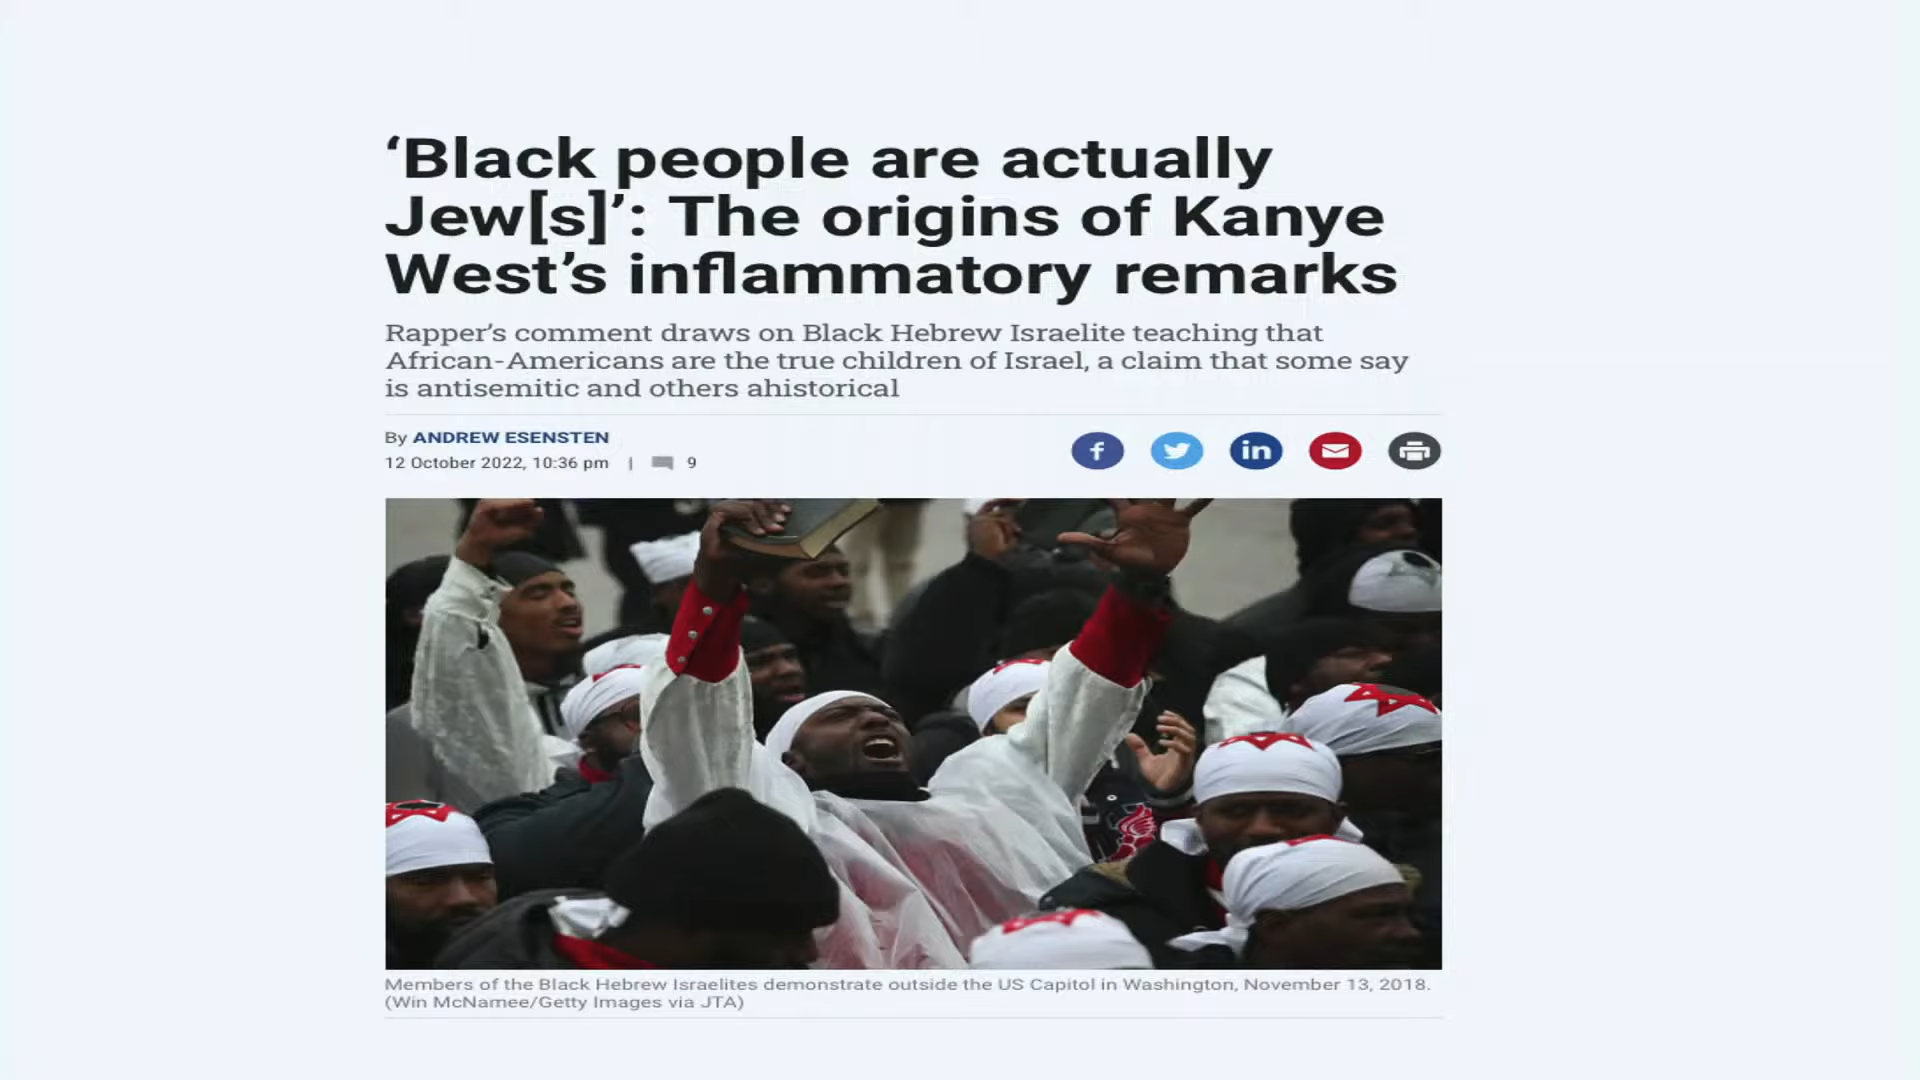 ‘Black people are actually
Jew[s]’: The origins of Kanye
West’s inflammatory remarks
Rapper’s comment draws on Black Hebrew Israelite teaching that
African-Americans are the true children of Israel, a claim that some say
is antisemitic and others ahistorical
By ANDREW ESENSTEN
12 October 2022, 10:36 pm | 9
Members of the Black Hebrew Israelites demonstrate outside the US Capitol in Washington, November 13, 2018.
(Win McNamee/Getty Images via JTA)